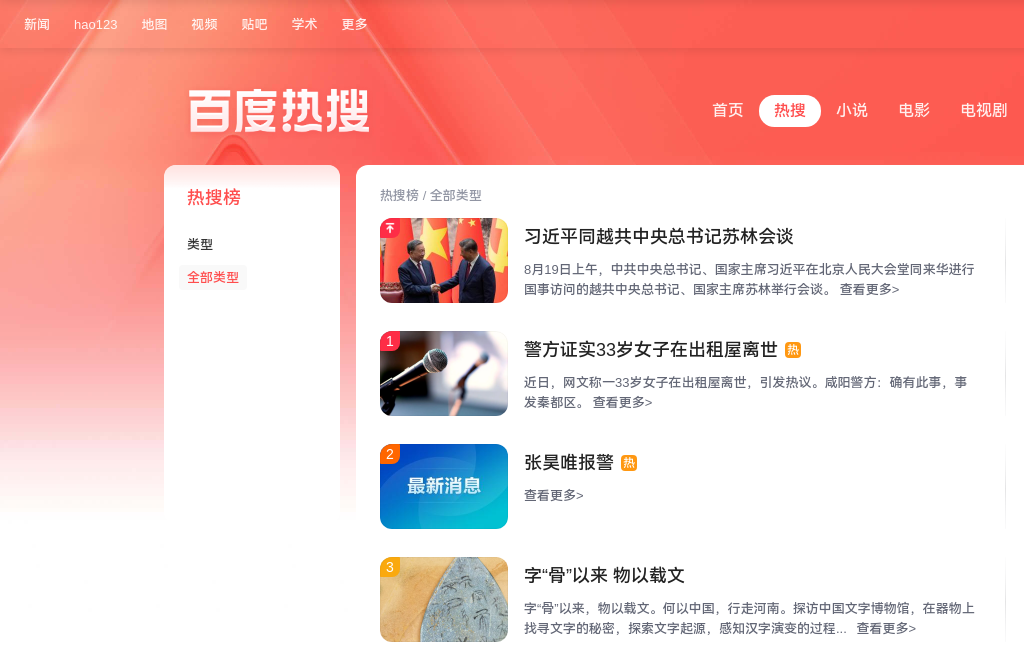 新闻 hao123 地图 视频 贴吧 学术 更多
百度热搜
首页 热搜 小说 电影 电视剧
热搜榜
类型
全部类型
热搜榜 / 全部类型
习近平同越共中央总书记苏林会谈
8月19日上午，中共中央总书记、国家主席习近平在北京人民大会堂同来华进行
国事访问的越共中央总书记、国家主席苏林举行会谈。 查看更多>
1
警方证实33岁女子在出租屋离世 热
近日，网文称一33岁女子在出租屋离世，引发热议。咸阳警方：确有此事，事
发秦都区。 查看更多>
2
最新消息
张昊唯报警 热
查看更多>
3
字“骨”以来 物以载文
字“骨”以来，物以载文。何以中国，行走河南。探访中国文字博物馆，在器物上
找寻文字的秘密，探索文字起源，感知汉字演变的过程... 查看更多>